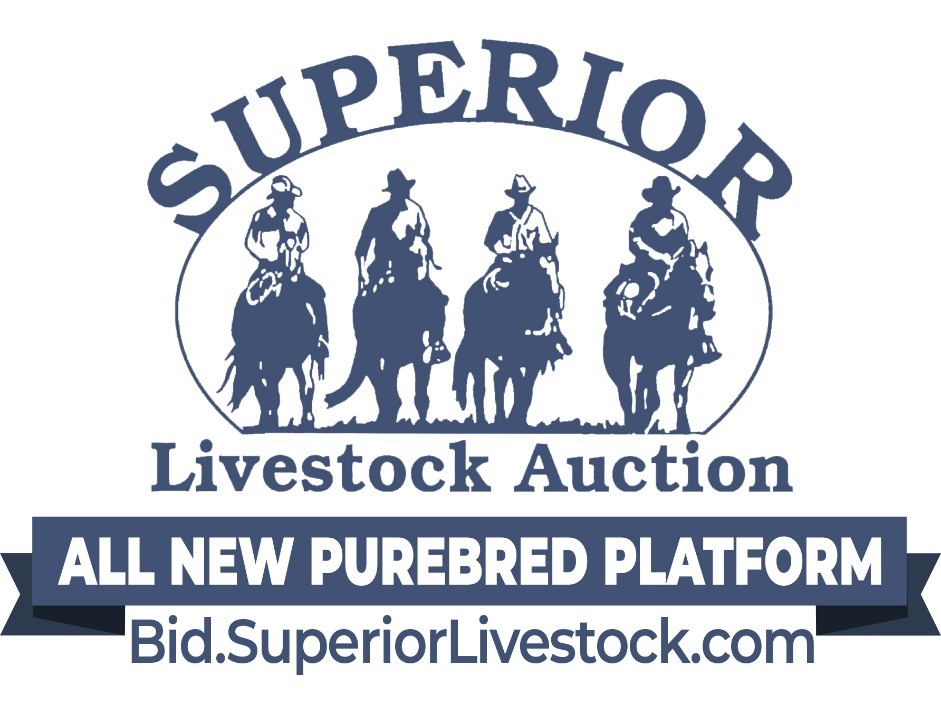 SUPERIOR
Livestock Auction
ALL NEW PUREBRED PLATFORM
Bid.SuperiorLivestock.com